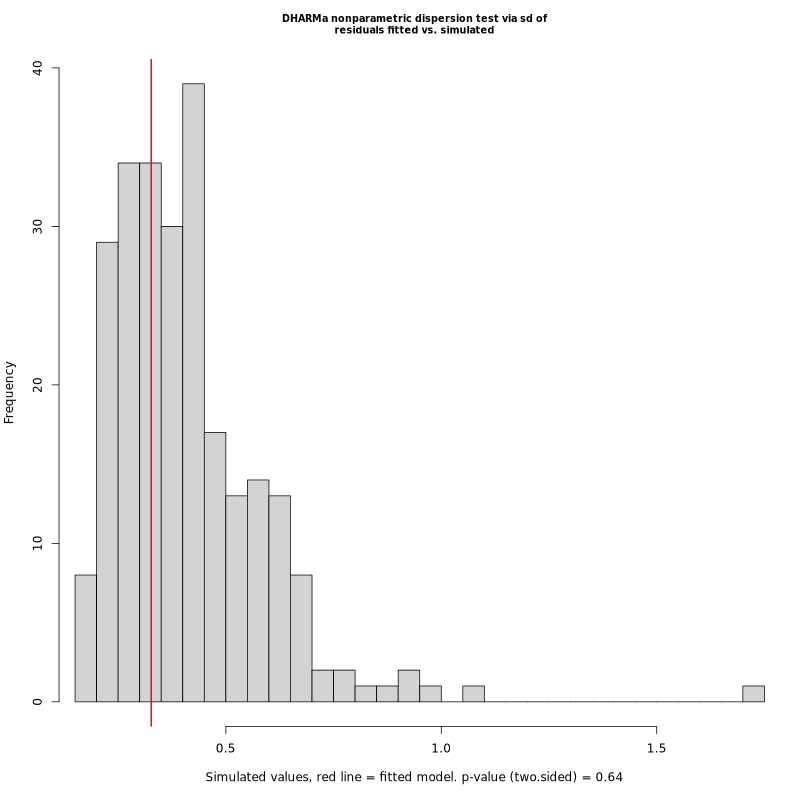 DHARMa nonparametric dispersion test via sd of
residuals fitted vs. simulated
Frequency
40
30
20
10
0
0.5 1.0 1.5
Simulated values, red line = fitted model. p-value (two.sided) = 0.64